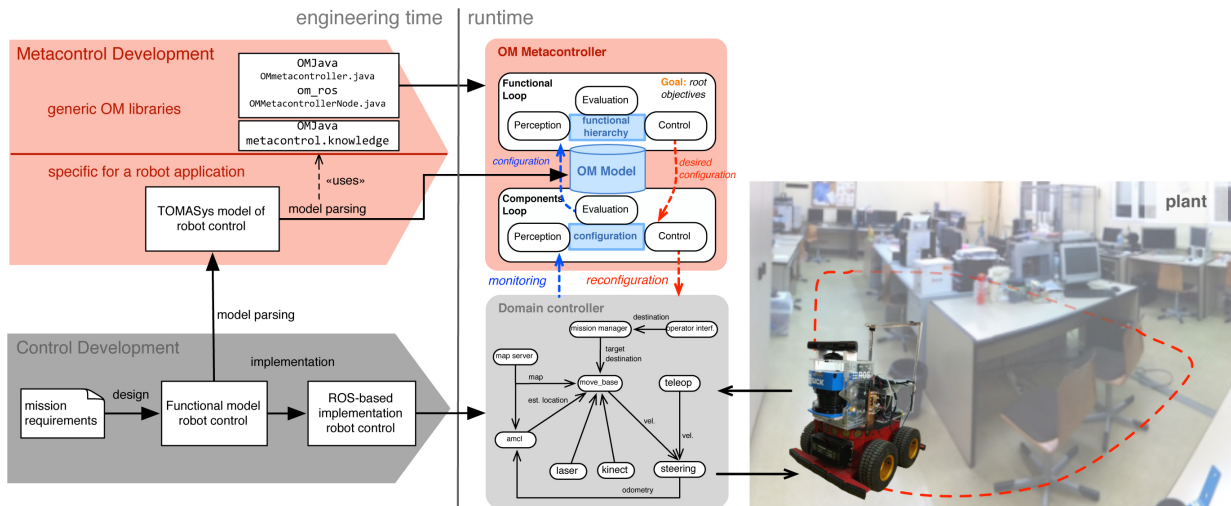 engineering time
runtime
Metacontrol Development
OMJava
OMmetacontroller.java
om_ros
OMMetacontrollerNode.java
generic OM libraries
OMJava
metacontrol.knowledge
specific for a robot application
«uses»
model parsing
TOMASys model of
robot control
model parsing
Control Development
implementation
design
mission
requirements
Functional model
robot control
ROS-based
implementation
robot control
OM Metacontroller
Functional
Loop
Goal: root
objectives
Evaluation
Perception
functional
hierarchy
Control
configuration
OM Model
desired
configuration
Components
Loop
Evaluation
Perception
configuration
Control
monitoring
reconfiguration
Domain controller
destination
mission manager
operator interf.
map server
target
destination
map
move_base
teleop
est. location
vel.
vel.
amcl
laser
kinect
steering
odometry
plant
SICK
ROS